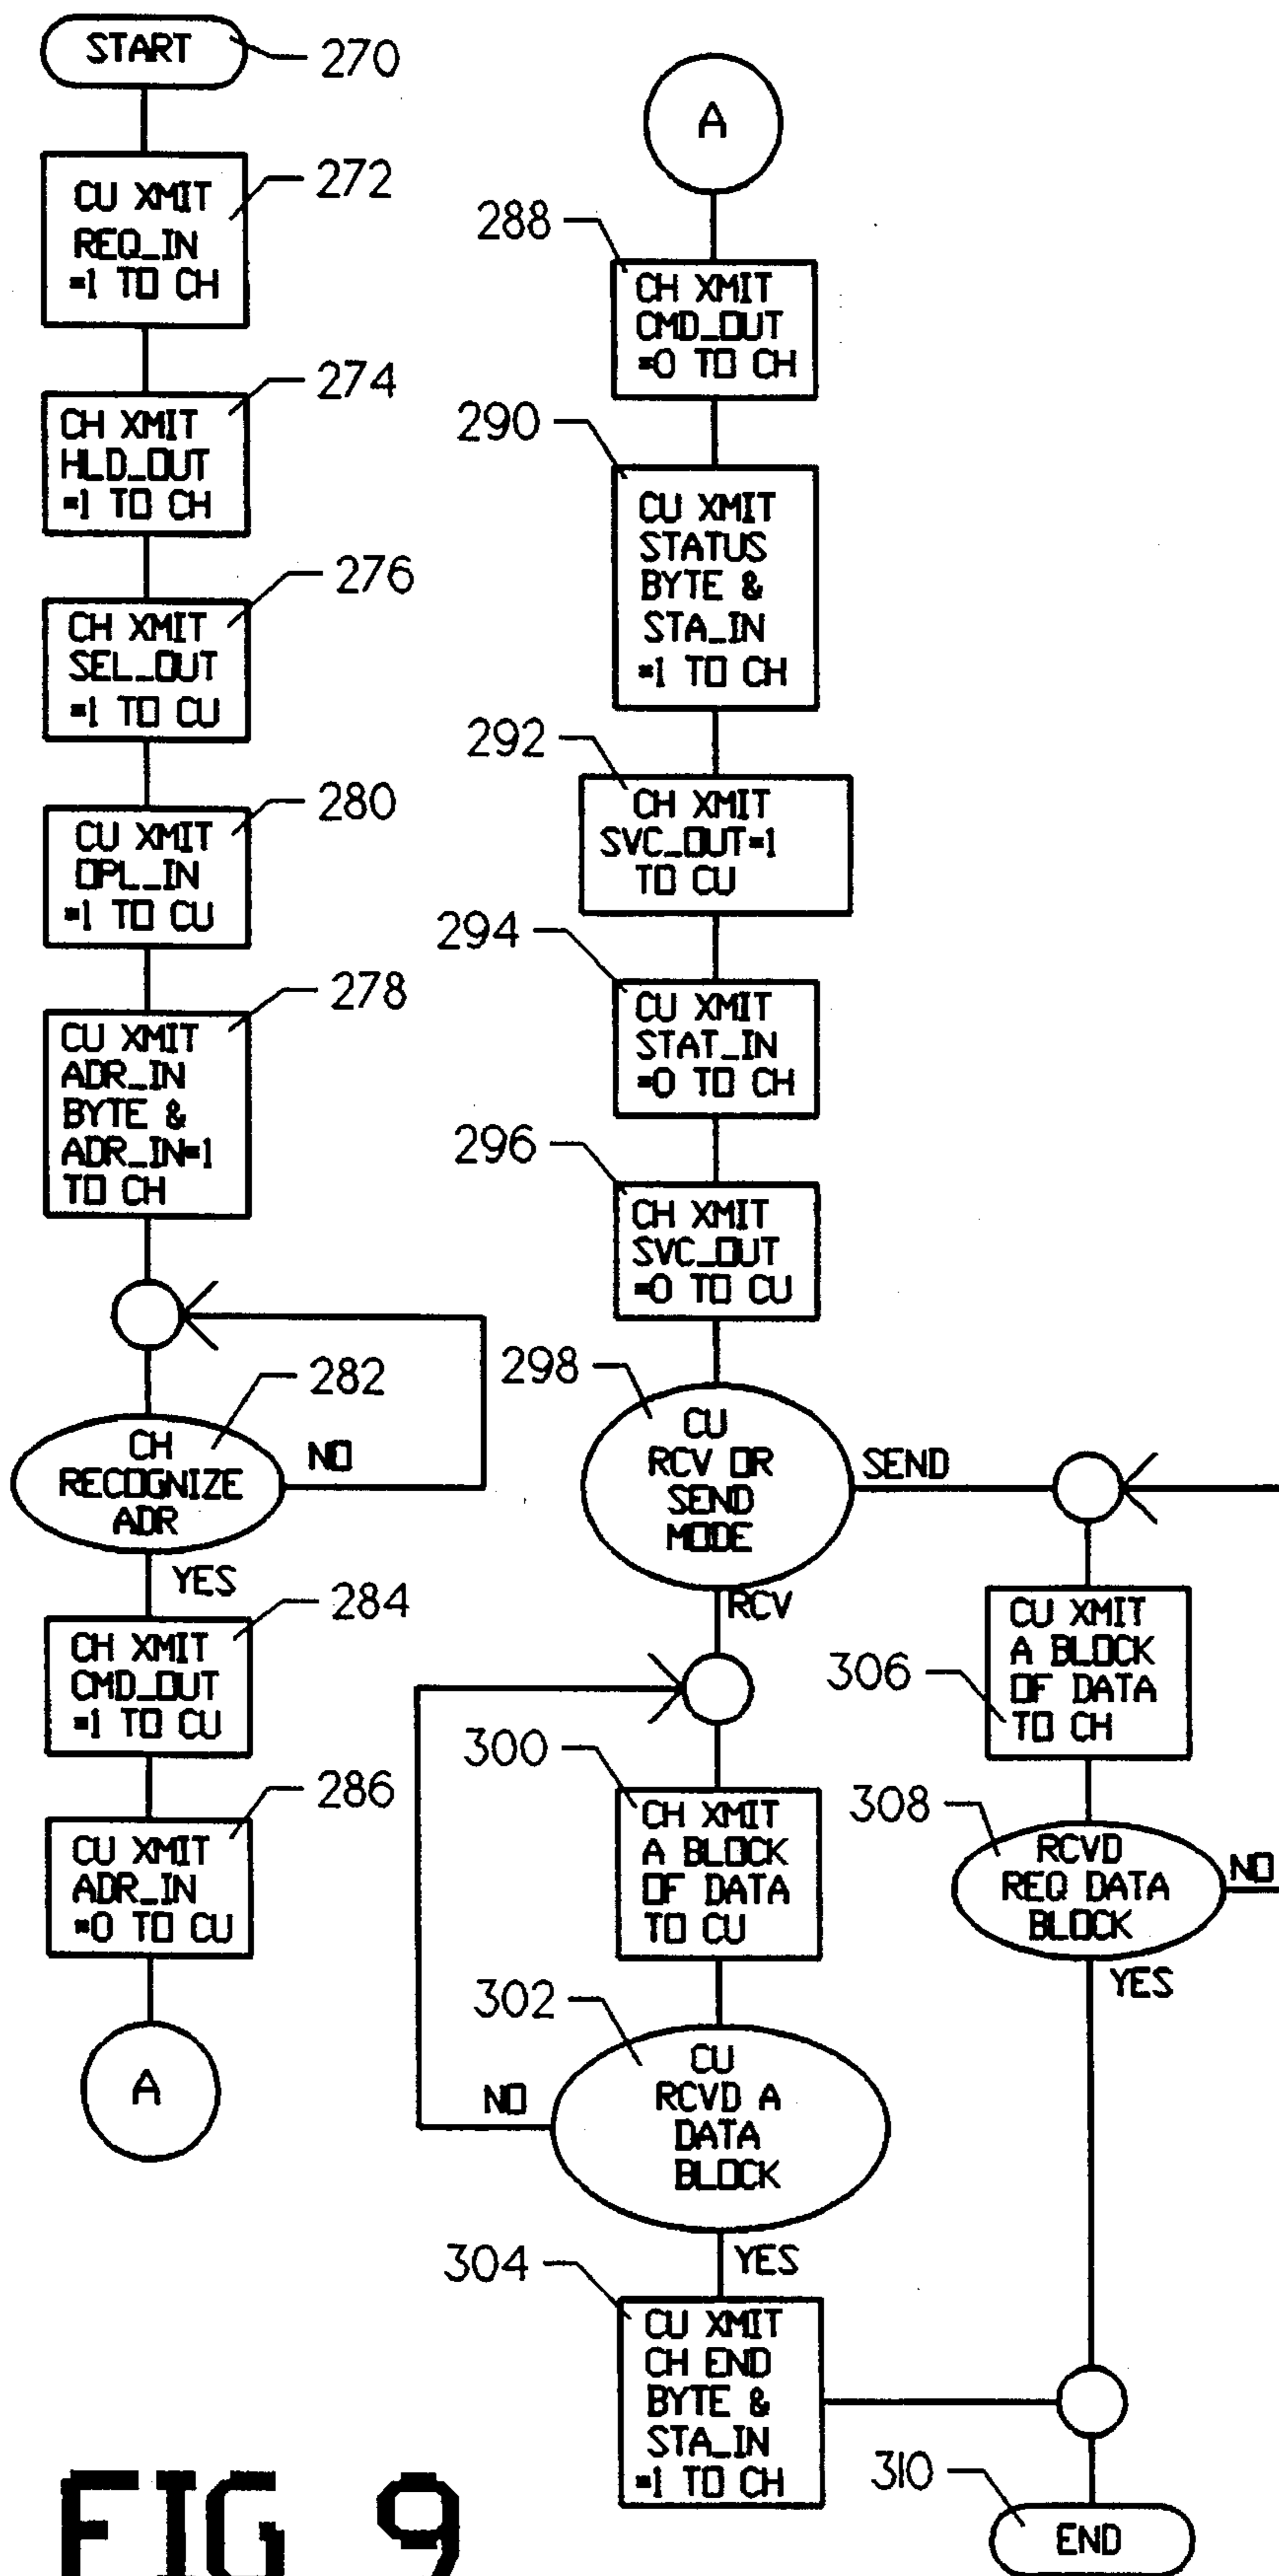 START
270
CU XMIT
REQ_IN
=1 TO CH
272
CH XMIT
HLD_OUT
=1 TO CH
274
CH XMIT
SEL_OUT
=1 TO CU
276
CU XMIT
OPL_IN
=1 TO CU
280
CU XMIT
ADR_IN
BYTE &
ADR_IN=1
TO CH
278
CH
RECOGNIZE
ADR
282
NO
YES
CH XMIT
CMD_OUT
=1 TO CU
284
CU XMIT
ADR_IN
=0 TO CU
286
A
A
288
CH XMIT
CMD_OUT
=0 TO CH
290
CU XMIT
STATUS
BYTE &
STA_IN
=1 TO CH
292
CH XMIT
SVC_OUT=1
TO CU
294
CU XMIT
STAT_IN
=0 TO CH
296
CH XMIT
SVC_OUT
=0 TO CU
298
CU
RCV OR
SEND
MODE
SEND
RCV
300
CH XMIT
A BLOCK
OF DATA
TO CU
302
CU
RCVD A
DATA
BLOCK
NO
YES
304
CU XMIT
CH END
BYTE &
STA_IN
=1 TO CH
306
CU XMIT
A BLOCK
OF DATA
TO CH
308
RCVD
REQ DATA
BLOCK
NO
YES
310
END
FIG 9